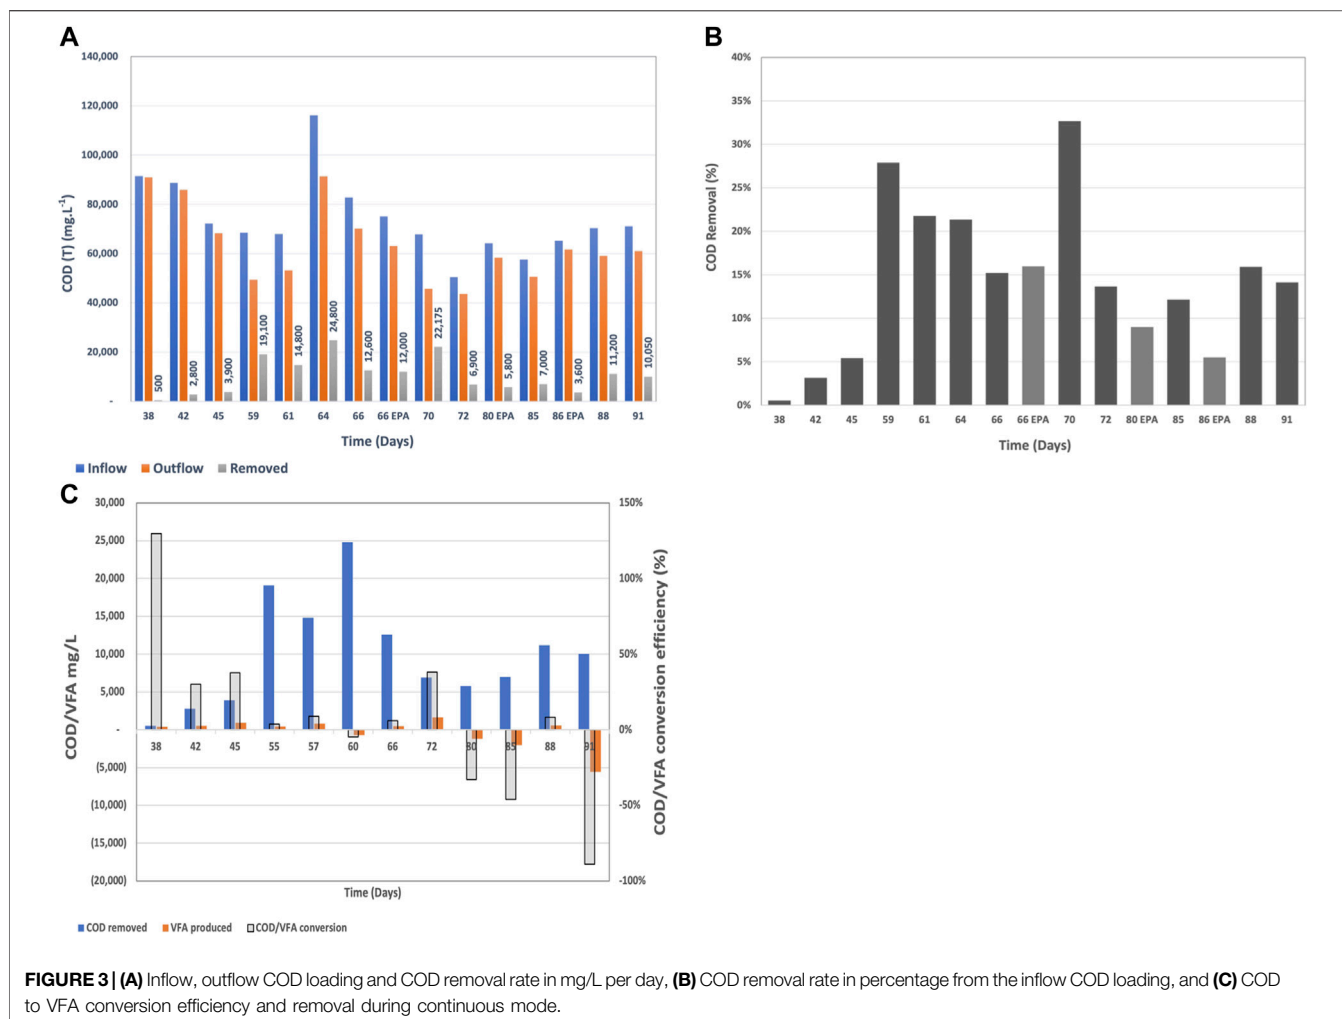 A
140,000
120,000
100,000
80,000
60,000
40,000
20,000
-
COD (T) (mg.L-1)
500
2,800
3,900
19,100
14,800
24,800
12,600
12,000
22,175
6,900
5,800
7,000
3,600
11,200
10,050
38 42 45 59 61 64 66 66 EPA 70 72 80 EPA 85 86 EPA 88 91
Time (Days)
Inflow Outflow Removed
B
40%
35%
30%
25%
20%
15%
10%
5%
0%
COD Removal (%)
38 42 45 59 61 64 66 66 EPA 70 72 80 EPA 85 86 EPA 88 91
Time (Days)
C
30,000
25,000
20,000
15,000
10,000
5,000
-
(5,000)
(10,000)
(15,000)
(20,000)
COD/VFA mg/L
150%
100%
50%
0%
-50%
-100%
COD/VFA conversion efficiency (%)
38 42 45 55 57 60 66 72 80 85 88 91
Time (Days)
COD removed VFA produced COD/VFA conversion
FIGURE 3 | (A) Inflow, outflow COD loading and COD removal rate in mg/L per day, (B) COD removal rate in percentage from the inflow COD loading, and (C) COD
to VFA conversion efficiency and removal during continuous mode.